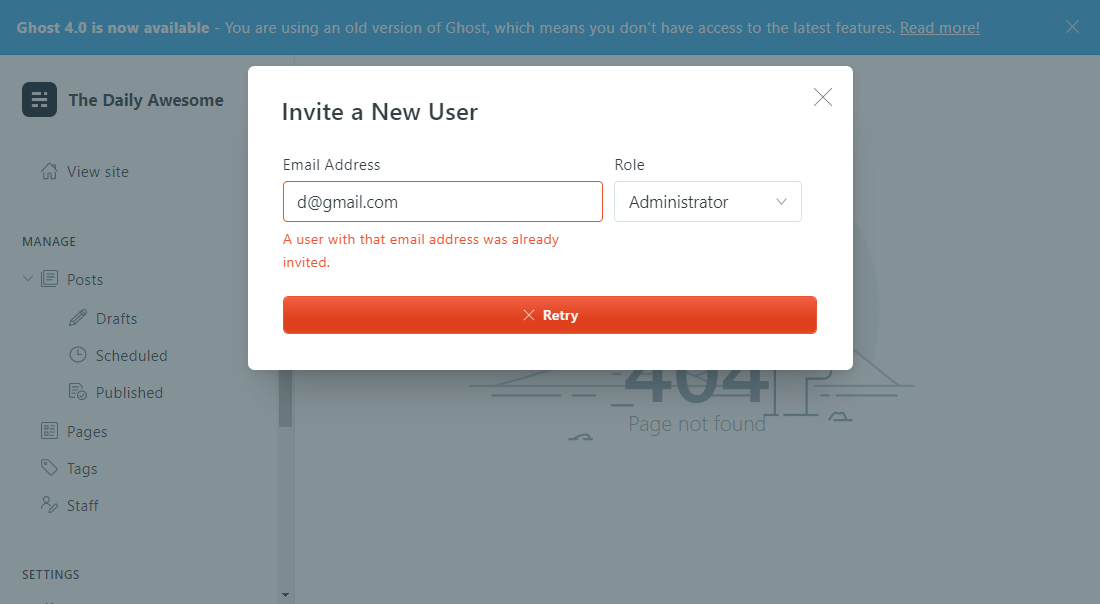 Ghost 4.0 is now available - You are using an old version of Ghost, which means you don't have access to the latest features. Read more!
The Daily Awesome
View site
MANAGE
Posts
Drafts
Scheduled
Published
Pages
Tags
Staff
SETTINGS
Invite a New User
Email Address
Role
d@gmail.com
Administrator
A user with that email address was already
invited.
Retry
404
Page not found